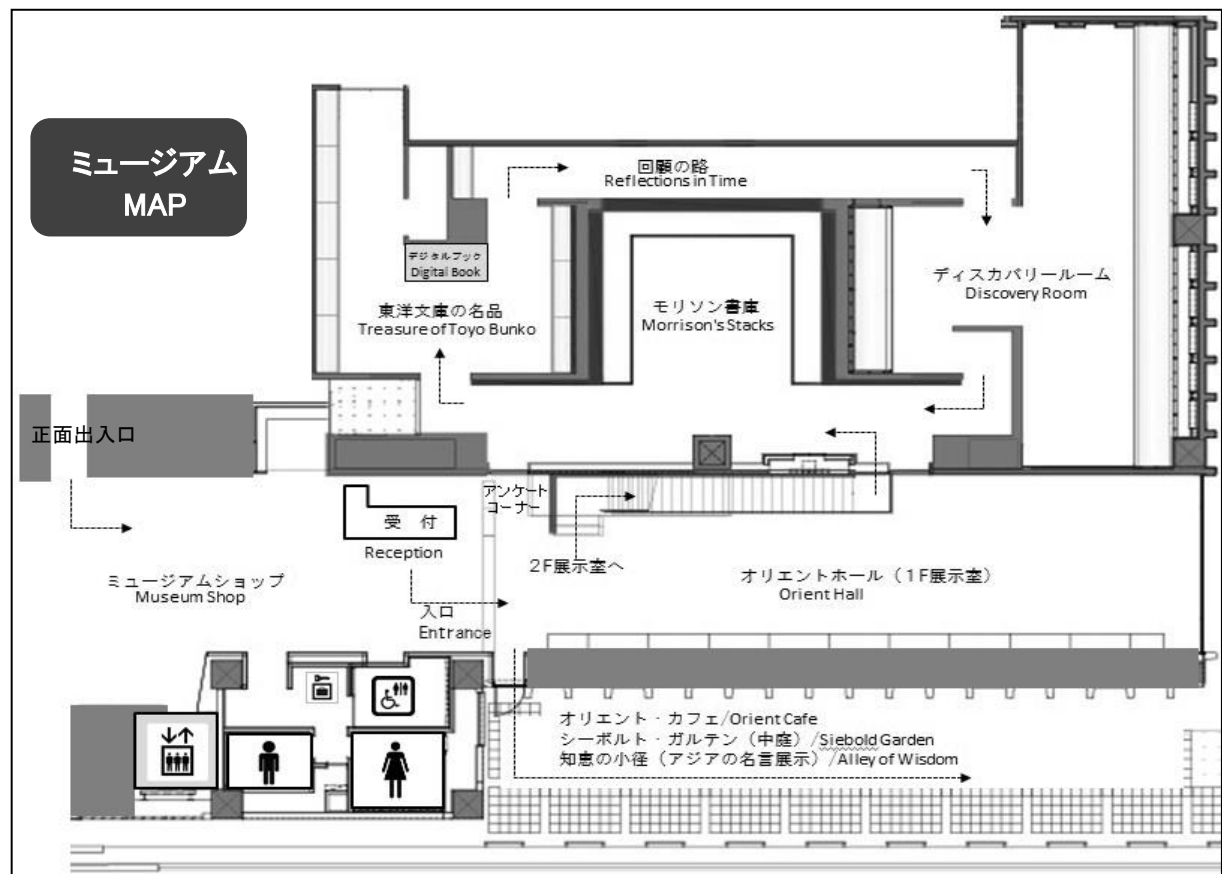 ミュージアム
MAP
回顧の路
Reflections in Time
デジタルブック
Digital Book
東洋文庫の名品
Treasure of Toyo Bunko
モリソン書庫
Morrison's Stacks
ディスカバリールーム
Discovery Room
正面出入口
アンケート
コーナー
受 付
Reception
2F展示室へ
オリエントホール(1F展示室)
Orient Hall
ミュージアムショップ
Museum Shop
入口
Entrance
オリエント・カフェ/Orient Cafe
シーボルト・ガルテン(中庭)/Siebold Garden
知恵の小径(アジアの名言展示)/Alley of Wisdom